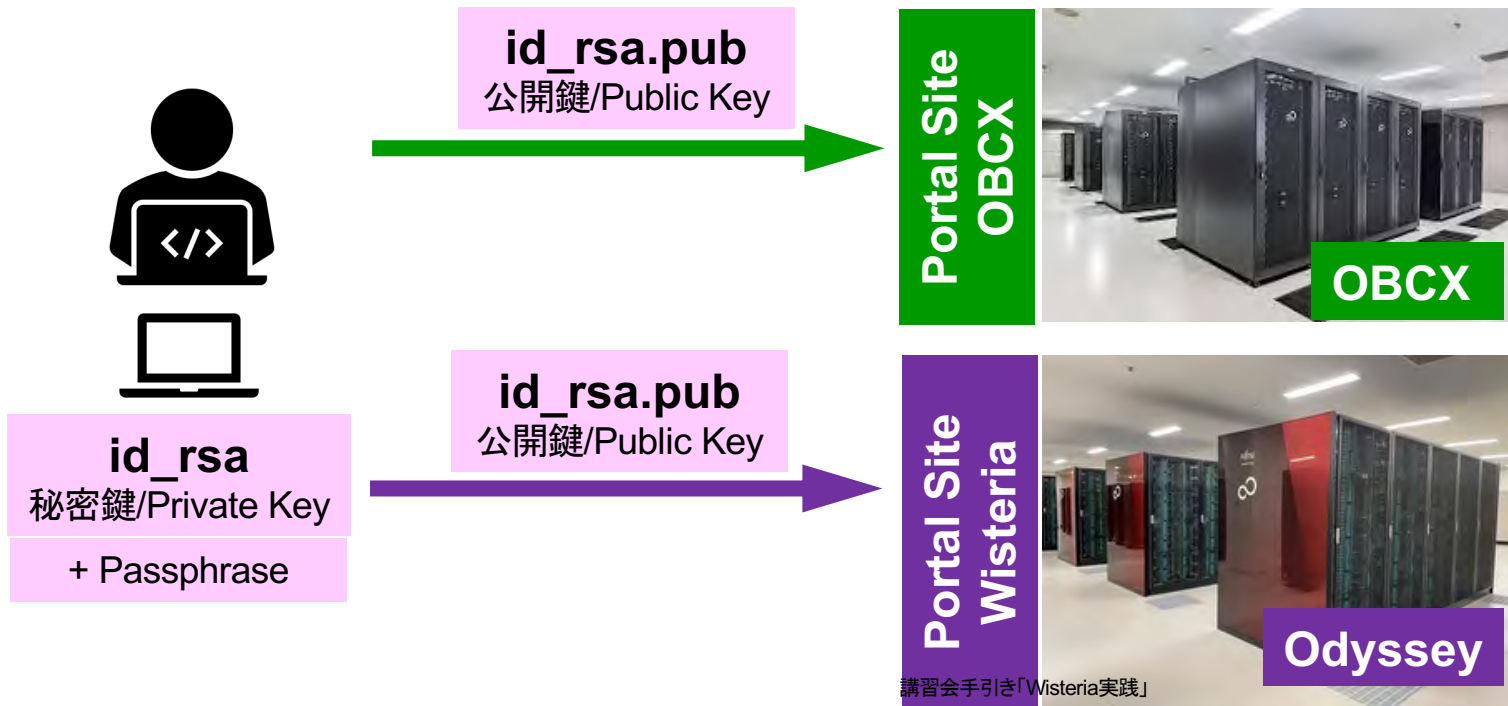 id_rsa.pub
公開鍵/Public Key
Portal Site
OBCX
OBCX
</>
id_rsa.pub
公開鍵/Public Key
id_rsa
秘密鍵/Private Key
+ Passphrase
Portal Site
Wisteria
Odyssey
講習会手引き「Wisteria実践」